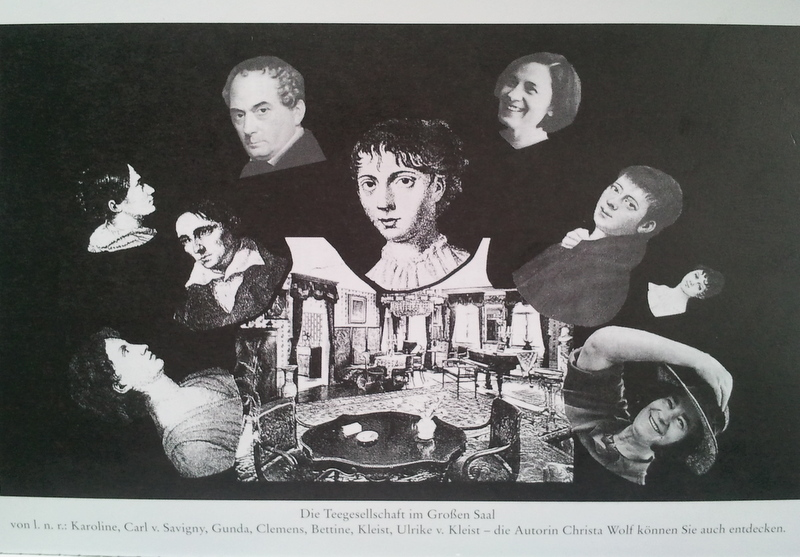 Die Teegesellschaft im Großen Saal
von l. n. r.: Karoline, Carl v. Savigny, Gunda, Clemens, Bettine, Kleist, Ulrike v. Kleist – die Autorin Christa Wolf können Sie auch entdecken.